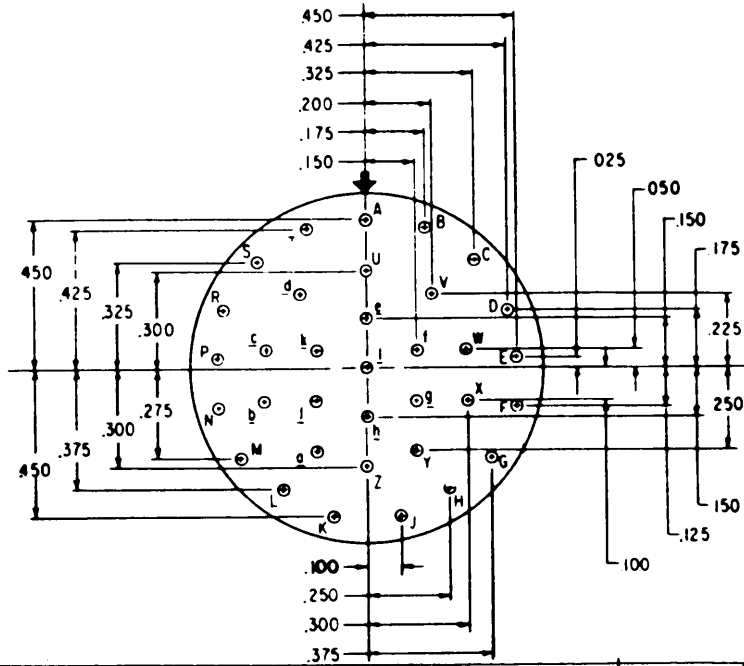 .450
.425
.325
.200
.175
.150
025
050
.150
.175
A
B
C
S
U
V
D
d
R
e
.450
.425
.325
.300
.225
P
c
k
f
W
E
i
N
b
j
g
X
F
h
M
a
Z
Y
G
L
H
K
J
.275
.300
.375
.450
.250
.150
.125
.100
.100
.250
.300
.375